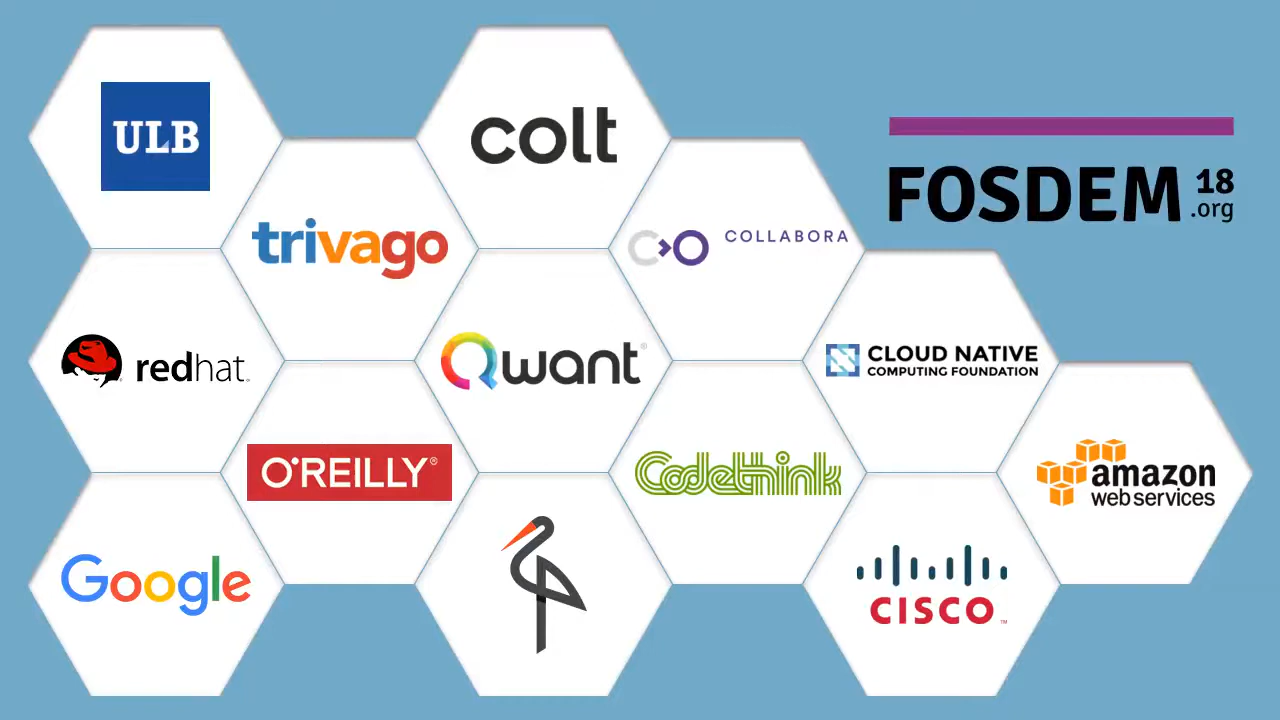 ULB
colt
FOSDEM 18
.org
trivago
COLLABORA
redhat.
Qwant®
CLOUD NATIVE
COMPUTING FOUNDATION
O'REILLY®
Codethink
amazon
web services
Google
CISCO™